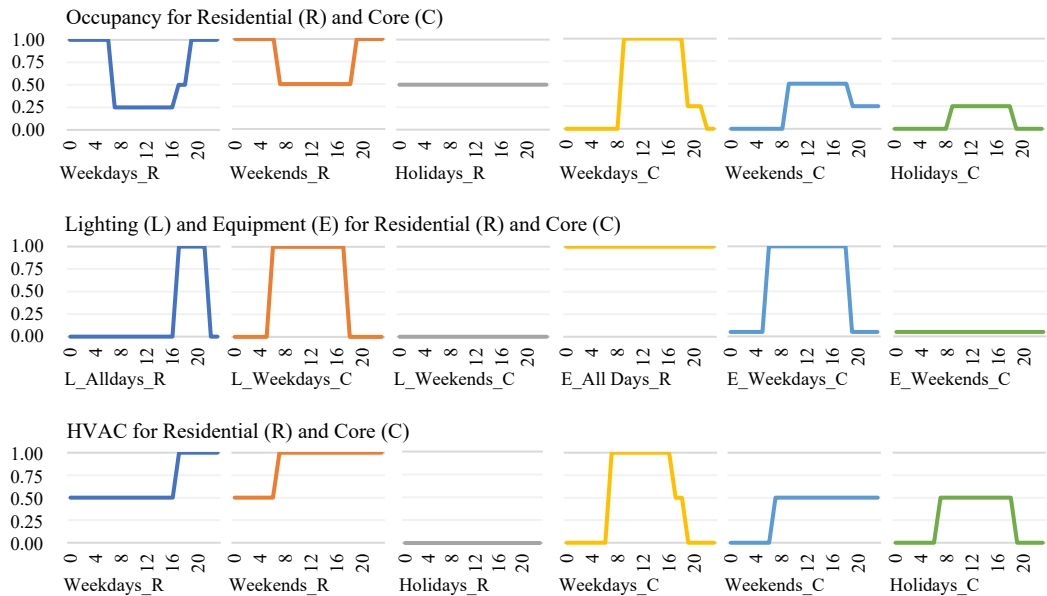 Occupancy for Residential (R) and Core (C)
1.00
0.75
0.50
0.25
0.00
0 4 8 12 16 20 0 4 8 12 16 20 0 4 8 12 16 20 0 4 8 12 16 20 0 4 8 12 16 20 0 4 8 12 16 20
Weekdays_R Weekends_R Holidays_R Weekdays_C Weekends_C Holidays_C
Lighting (L) and Equipment (E) for Residential (R) and Core (C)
1.00
0.75
0.50
0.25
0.00
0 4 8 12 16 20 0 4 8 12 16 20 0 4 8 12 16 20 0 4 8 12 16 20 0 4 8 12 16 20 0 4 8 12 16 20
L_Alldays_R L_Weekdays_C L_Weekends_C E_All Days_R E_Weekdays_C E_Weekends_C
HVAC for Residential (R) and Core (C)
1.00
0.75
0.50
0.25
0.00
0 4 8 12 16 20 0 4 8 12 16 20 0 4 8 12 16 20 0 4 8 12 16 20 0 4 8 12 16 20 0 4 8 12 16 20
Weekdays_R Weekends_R Holidays_R Weekdays_C Weekends_C Holidays_C